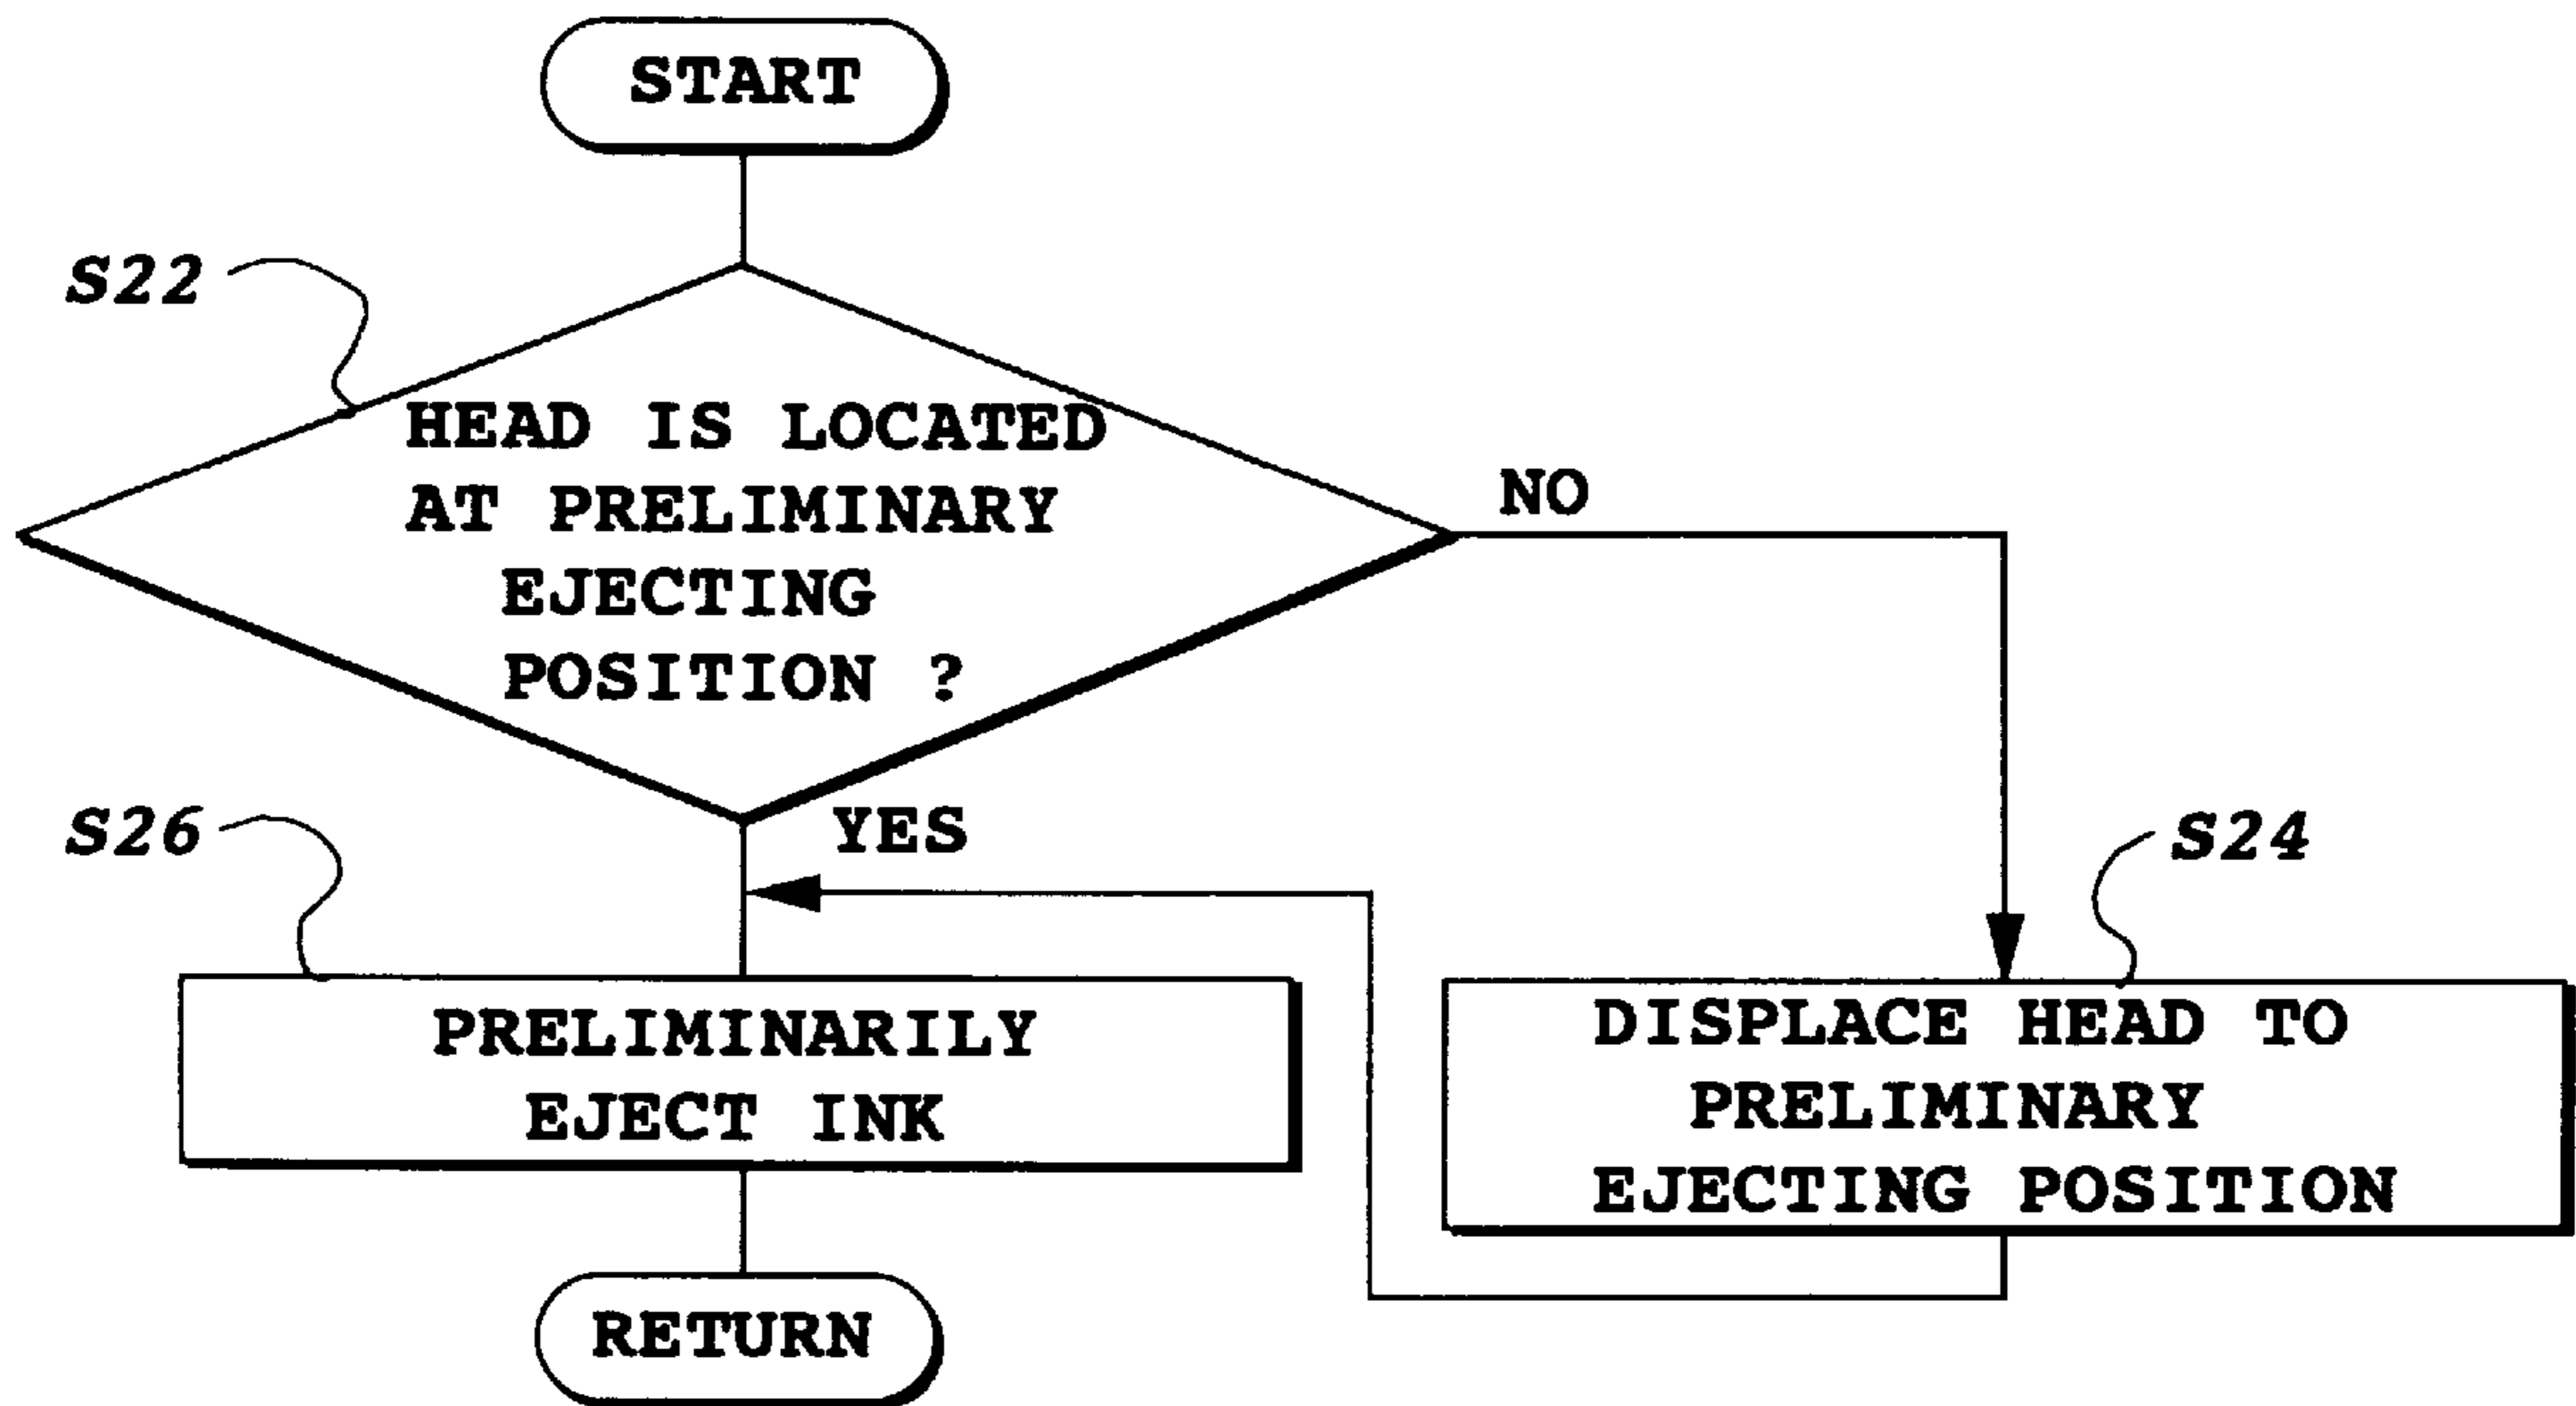 START
S22
HEAD IS LOCATED
AT PRELIMINARY
EJECTING
POSITION ?
NO
YES
S26
S24
PRELIMINARILY
EJECT INK
DISPLACE HEAD TO
PRELIMINARY
EJECTING POSITION
RETURN